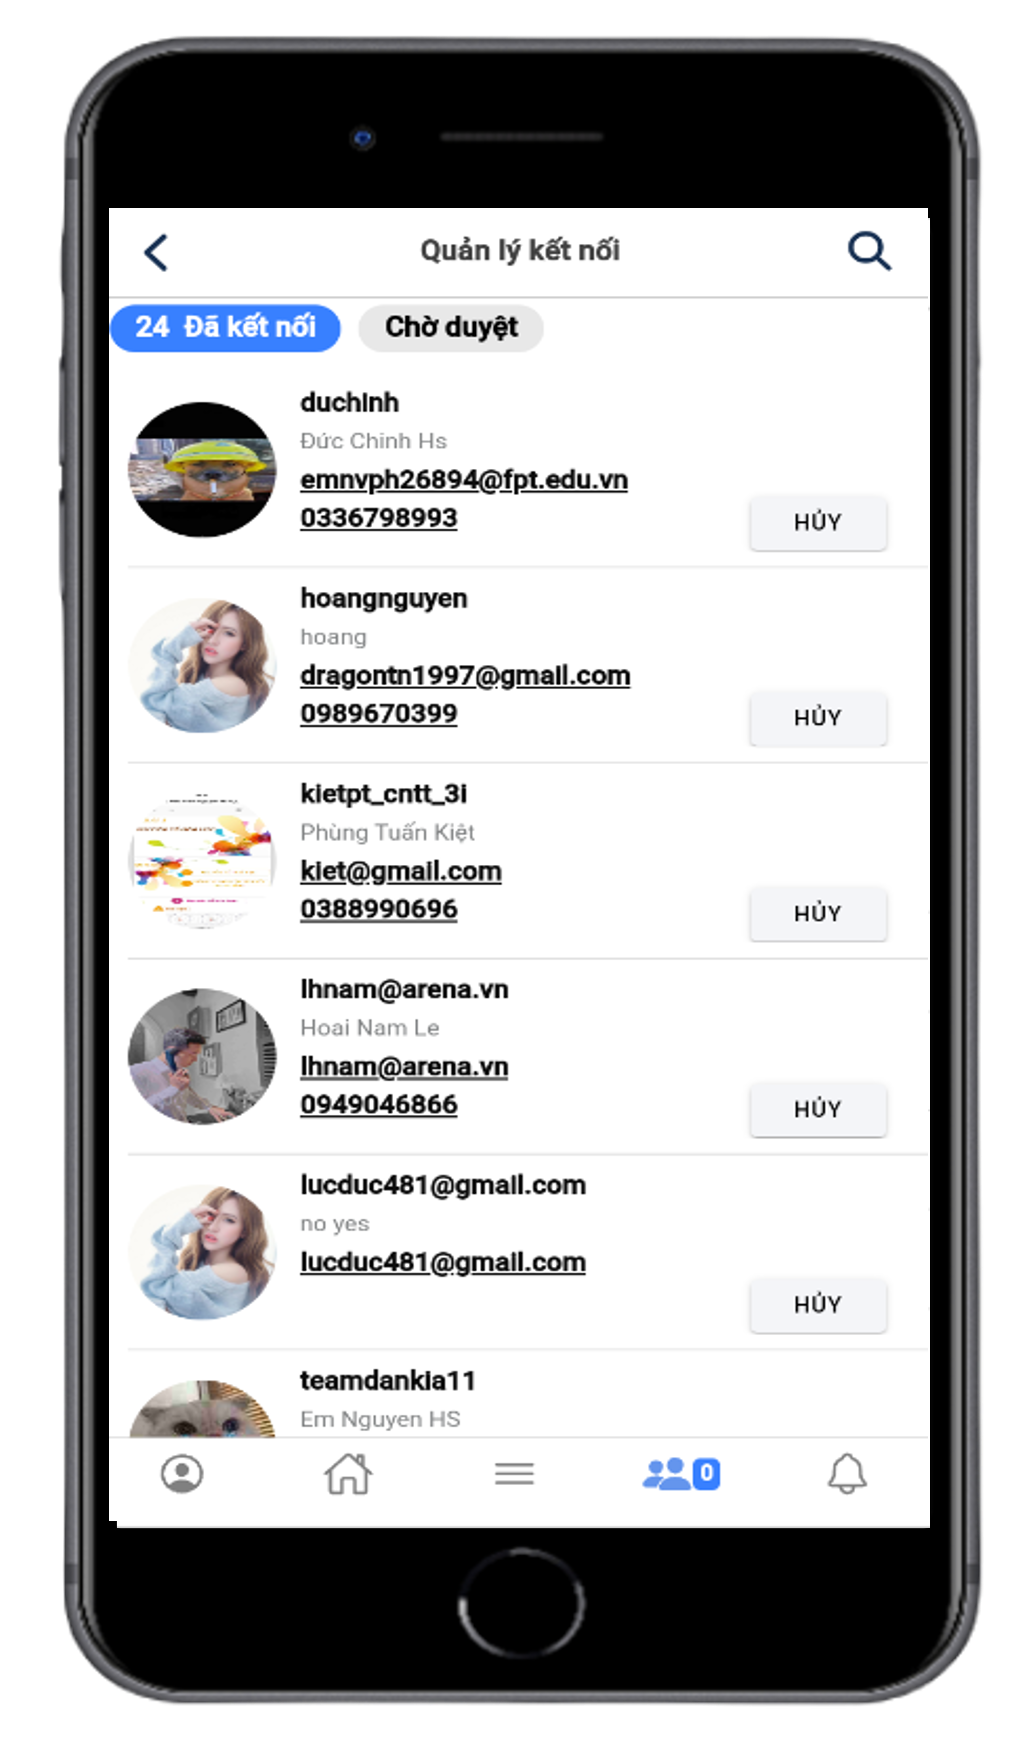 Quản lý kết nối
24 Đã kết nối
Chờ duyệt
duchinh
Đức Chinh Hs
emnvph26894@fpt.edu.vn
0336798993
HỦY
hoangnguyen
hoang
dragontn1997@gmail.com
0989670399
HỦY
kietpt_cntt_3i
Phùng Tuấn Kiệt
kiet@gmail.com
0388990696
HỦY
lhnam@arena.vn
Hoai Nam Le
lhnam@arena.vn
0949046866
HỦY
lucduc481@gmail.com
no yes
lucduc481@gmail.com
HỦY
teamdankia11
Em Nguyen HS
0